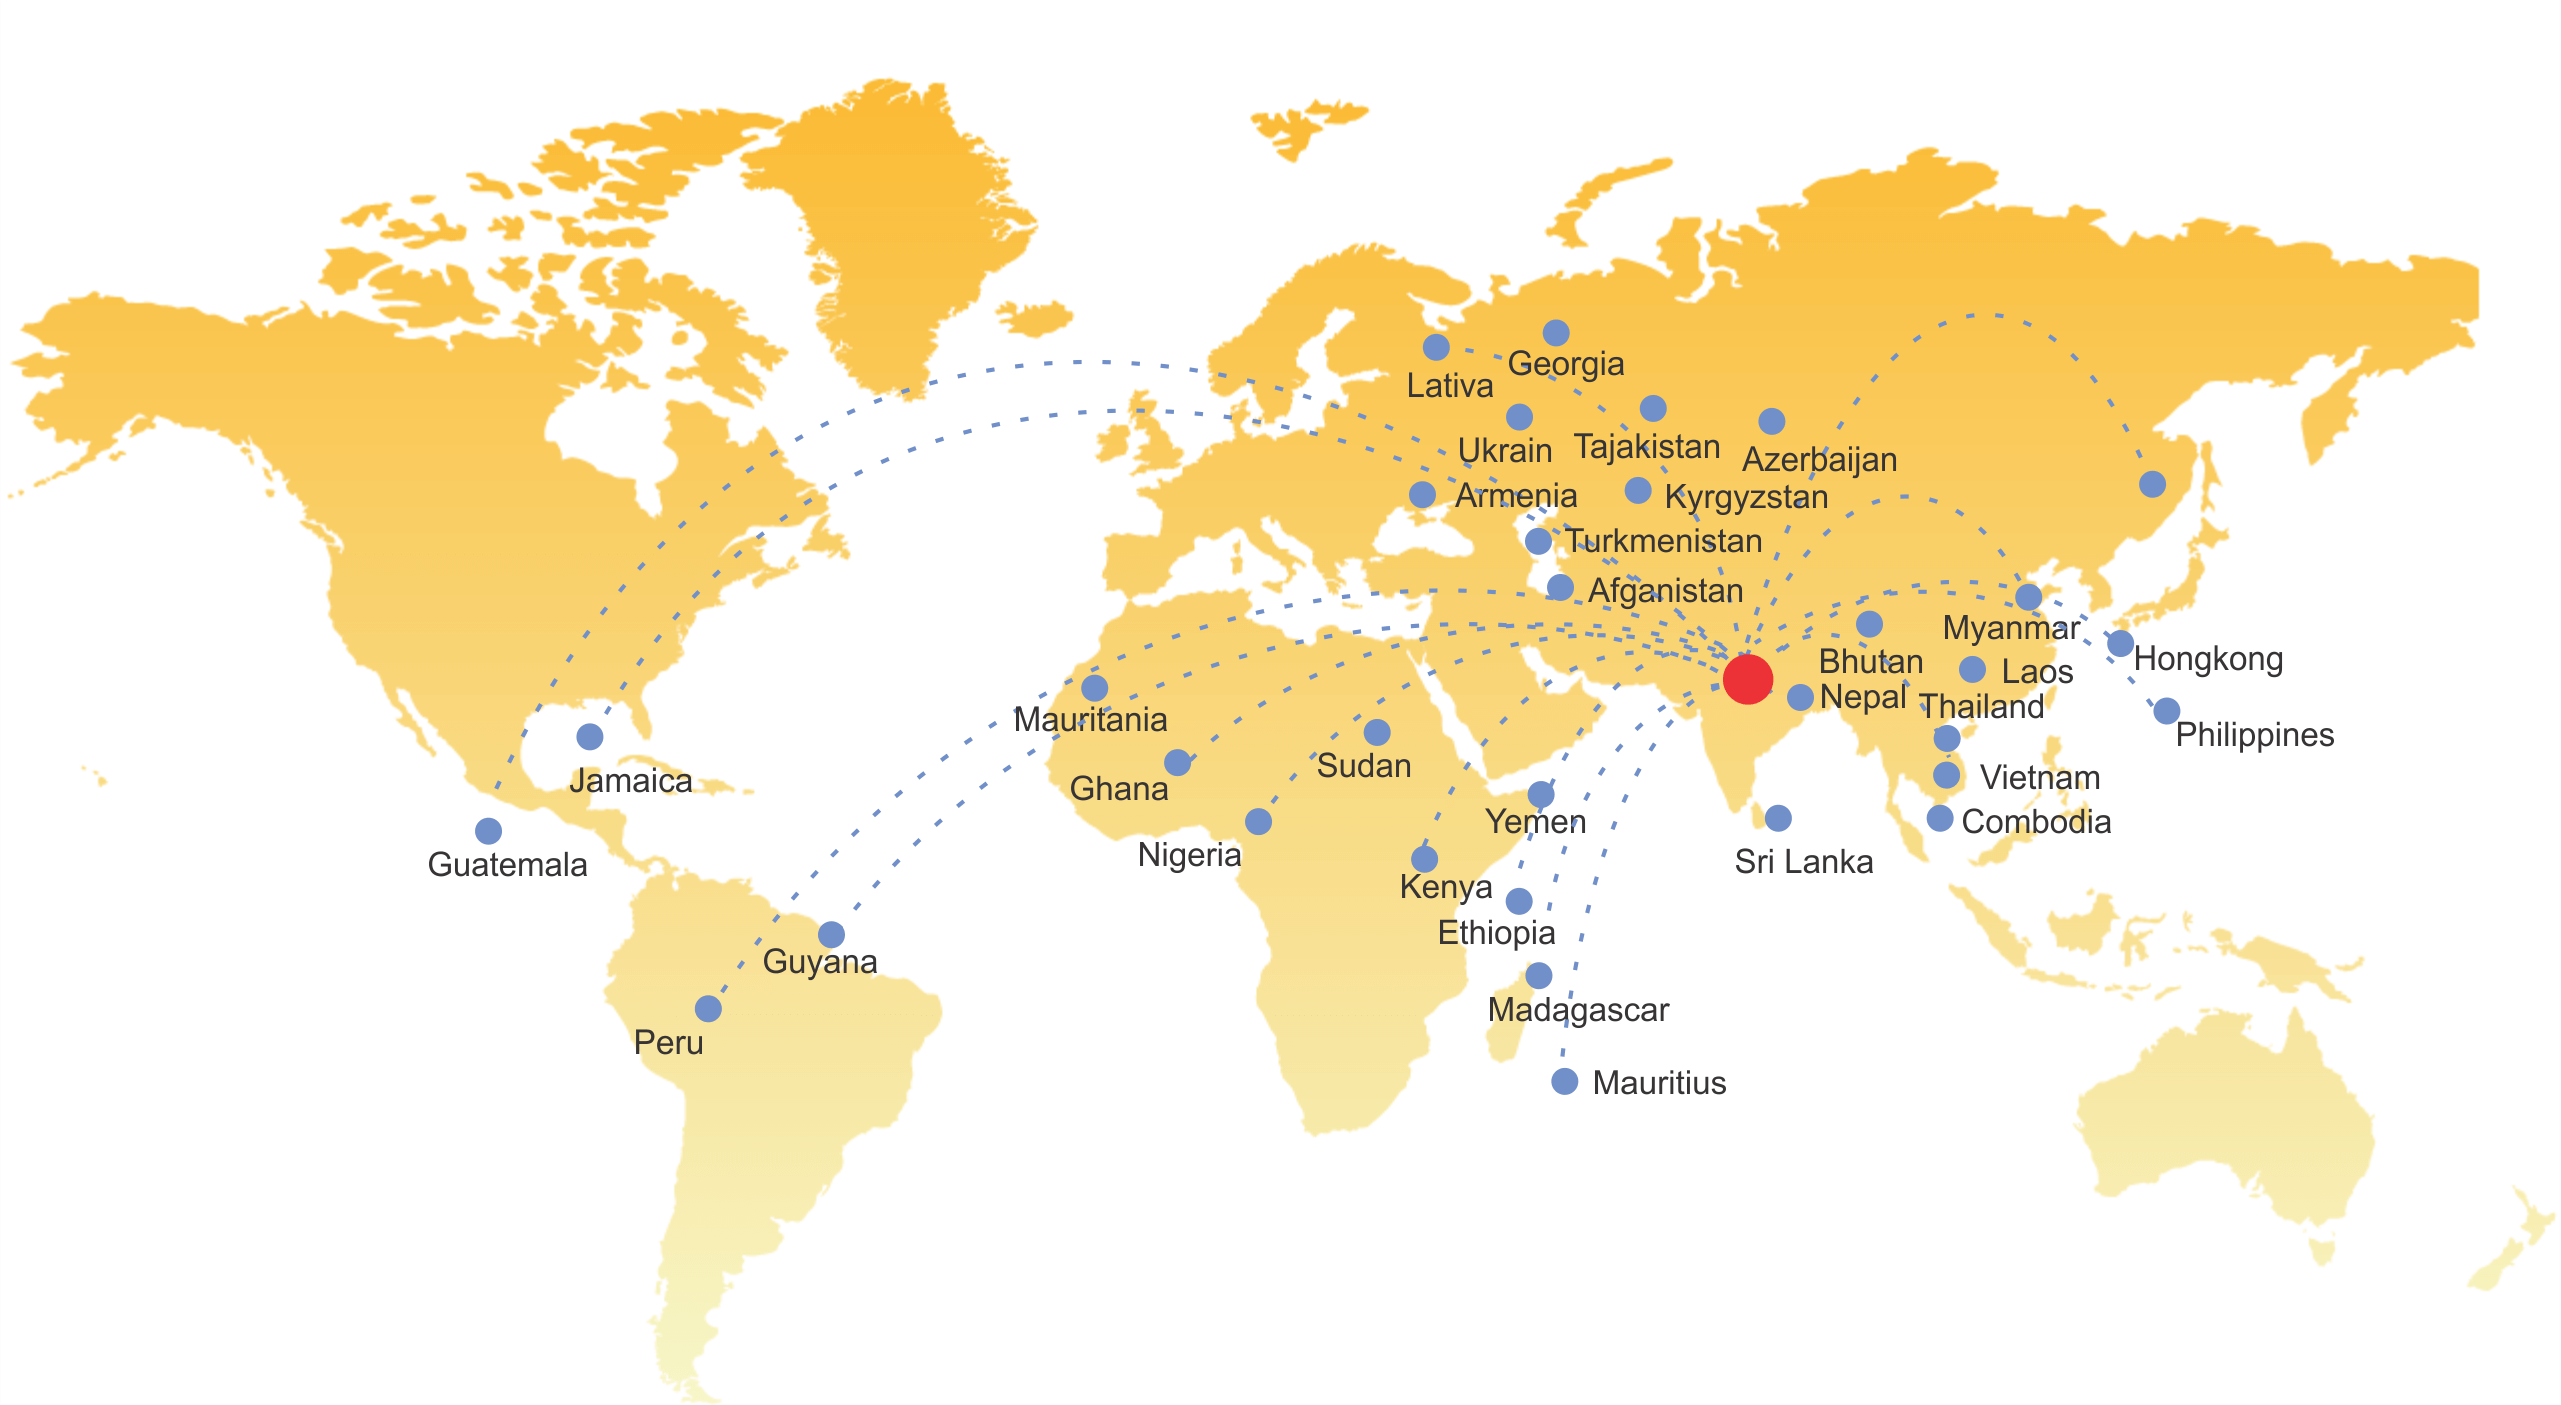 Georgia
Lativa
Ukrain
Tajakistan
Azerbaijan
Armenia
Kyrgyzstan
Turkmenistan
Afganistan
Myanmar
Hongkong
Bhutan
Laos
Nepal
Thailand
Philippines
Mauritania
Sudan
Jamaica
Ghana
Vietnam
Yemen
Combodia
Nigeria
Sri Lanka
Guatemala
Kenya
Ethiopia
Guyana
Madagascar
Peru
Mauritius